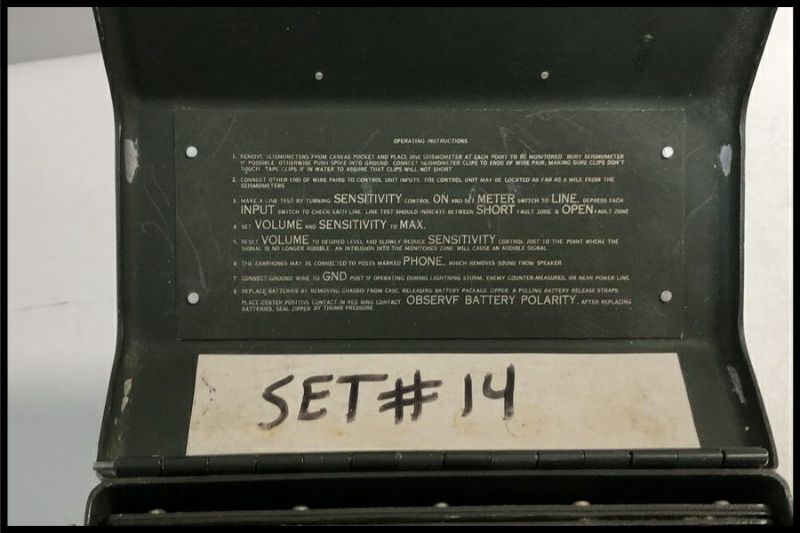 OPERATING INSTRUCTIONS
1. REMOVE SEISMOMETERS FROM CANVAS POCKET AND PLACE ONE SEISMOMETER AT EACH POINT TO BE MONITORED. BURY SEISMOMETER
IF POSSIBLE. OTHERWISE PUSH SPIKE INTO GROUND. CONNECT SEISMOMETER CLIPS TO ENDS OF WIRE PAIR, MAKING SURE CLIPS DON'T
TOUCH. TAPE CLIPS IF IN WATER TO ASSURE THAT CLIPS WILL NOT SHORT.
2. CONNECT OTHER END OF WIRE PAIRS TO CONTROL UNIT INPUTS. THE CONTROL UNIT MAY BE LOCATED AS FAR AS A MILE FROM THE
SEISMOMETERS.
3. MAKE A LINE TEST BY TURNING SENSITIVITY CONTROL ON AND SET METER SWITCH TO LINE. DEPRESS EACH
INPUT SWITCH TO CHECK EACH LINE. LINE TEST SHOULD INDICATE BETWEEN SHORT FAULT ZONE & OPEN FAULT ZONE
4. SET VOLUME AND SENSITIVITY TO MAX.
5. RESET VOLUME TO DESIRED LEVEL AND SLOWLY REDUCE SENSITIVITY CONTROL JUST TO THE POINT WHERE THE
SIGNAL IS NO LONGER AUDIBLE. AN INTRUSION INTO THE MONITORED ZONE WILL CAUSE AN AUDIBLE SIGNAL.
6. THE EARPHONES MAY BE CONNECTED TO POSTS MARKED PHONE, WHICH REMOVES SOUND FROM SPEAKER.
7. CONNECT GROUND WIRE TO GND POST IF OPERATING DURING LIGHTNING STORM, ENEMY COUNTER-MEASURES, OR NEAR POWER LINE.
8. REPLACE BATTERIES BY REMOVING CHASSIS FROM CASE, RELEASING BATTERY PACKAGE ZIPPER & PULLING BATTERY RELEASE STRAPS.
PLACE CENTER POSITIVE CONTACT IN RED RING CONTACT. OBSERVE BATTERY POLARITY, AFTER REPLACING
BATTERIES, SEAL ZIPPER BY THUMB PRESSURE.
SET#14